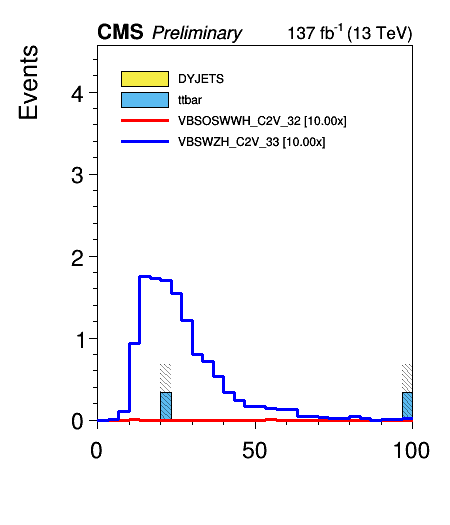 CMS Preliminary 137 fb-1 (13 TeV)
Events
DYJETS
ttbar
VBSOSWWH_C2V_32 [10.00x]
VBSWZH_C2V_33 [10.00x]
4
3
2
1
0
0 50 100